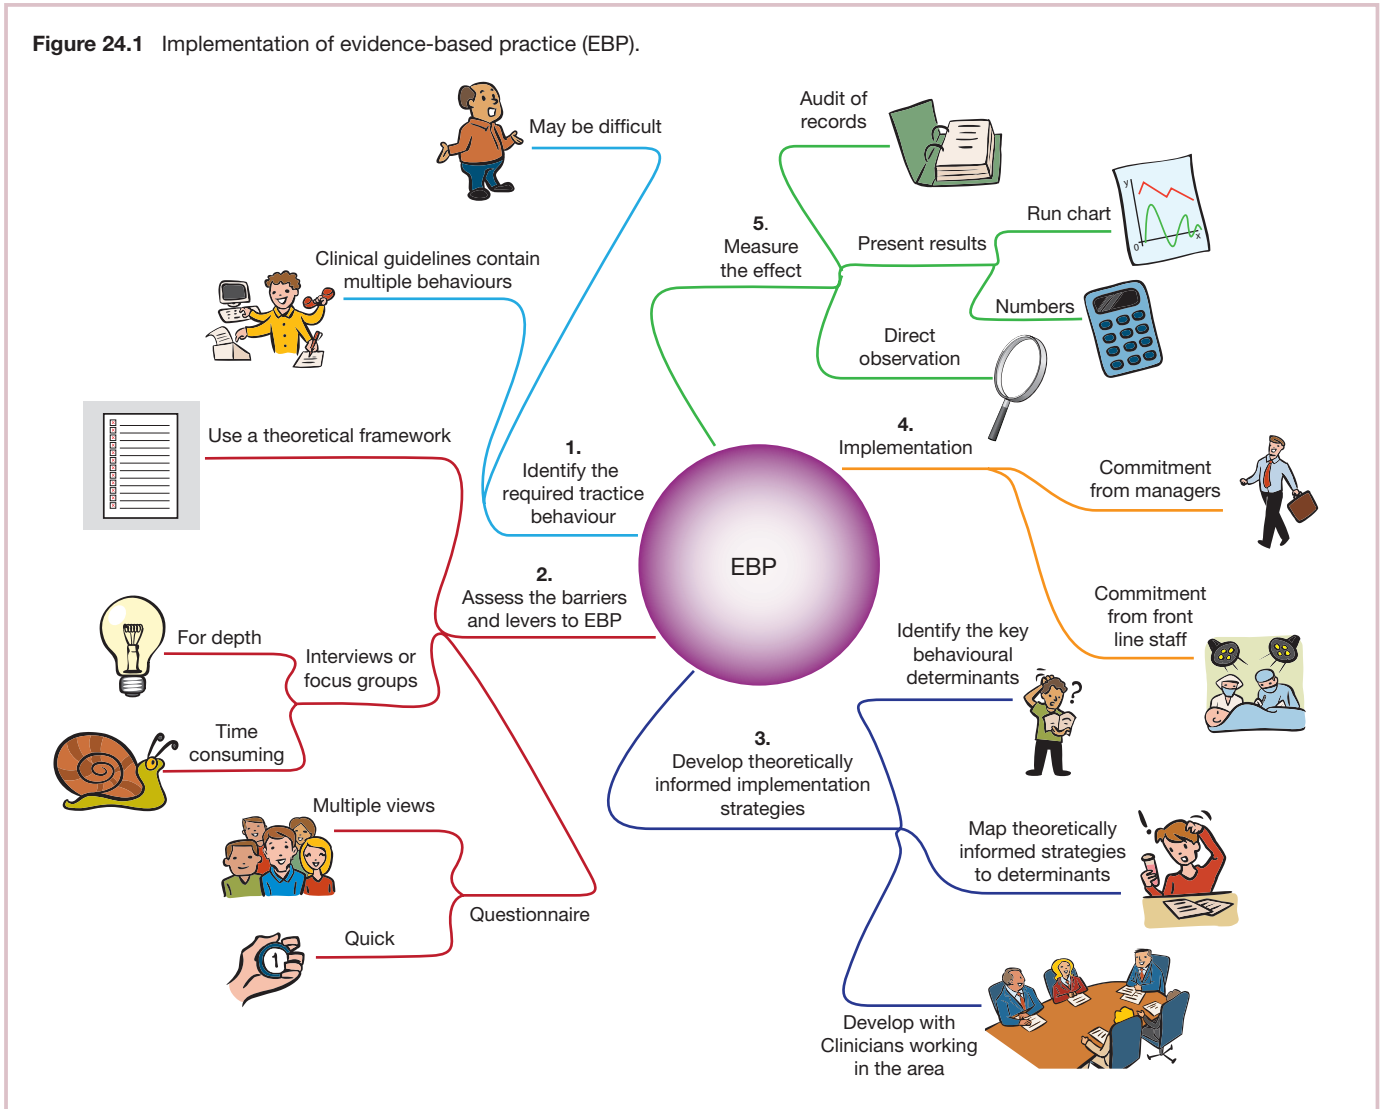 Figure 24.1 Implementation of evidence-based practice (EBP).
May be difficult
Clinical guidelines contain
multiple behaviours
1.
Identify the
required tractice
behaviour
Use a theoretical framework
2.
Assess the barriers
and levers to EBP
For depth
Interviews or
focus groups
Time
consuming
Multiple views
Questionnaire
Quick
1
EBP
Audit of
records
5.
Measure
the effect
Present results
Run chart
y
0
x
Numbers
Direct
observation
4.
Implementation
Commitment
from managers
Commitment
from front
line staff
3.
Develop theoretically
informed implementation
strategies
Identify the key
behavioural
determinants
?
Map theoretically
informed strategies
to determinants
!
Develop with
Clinicians working
in the area